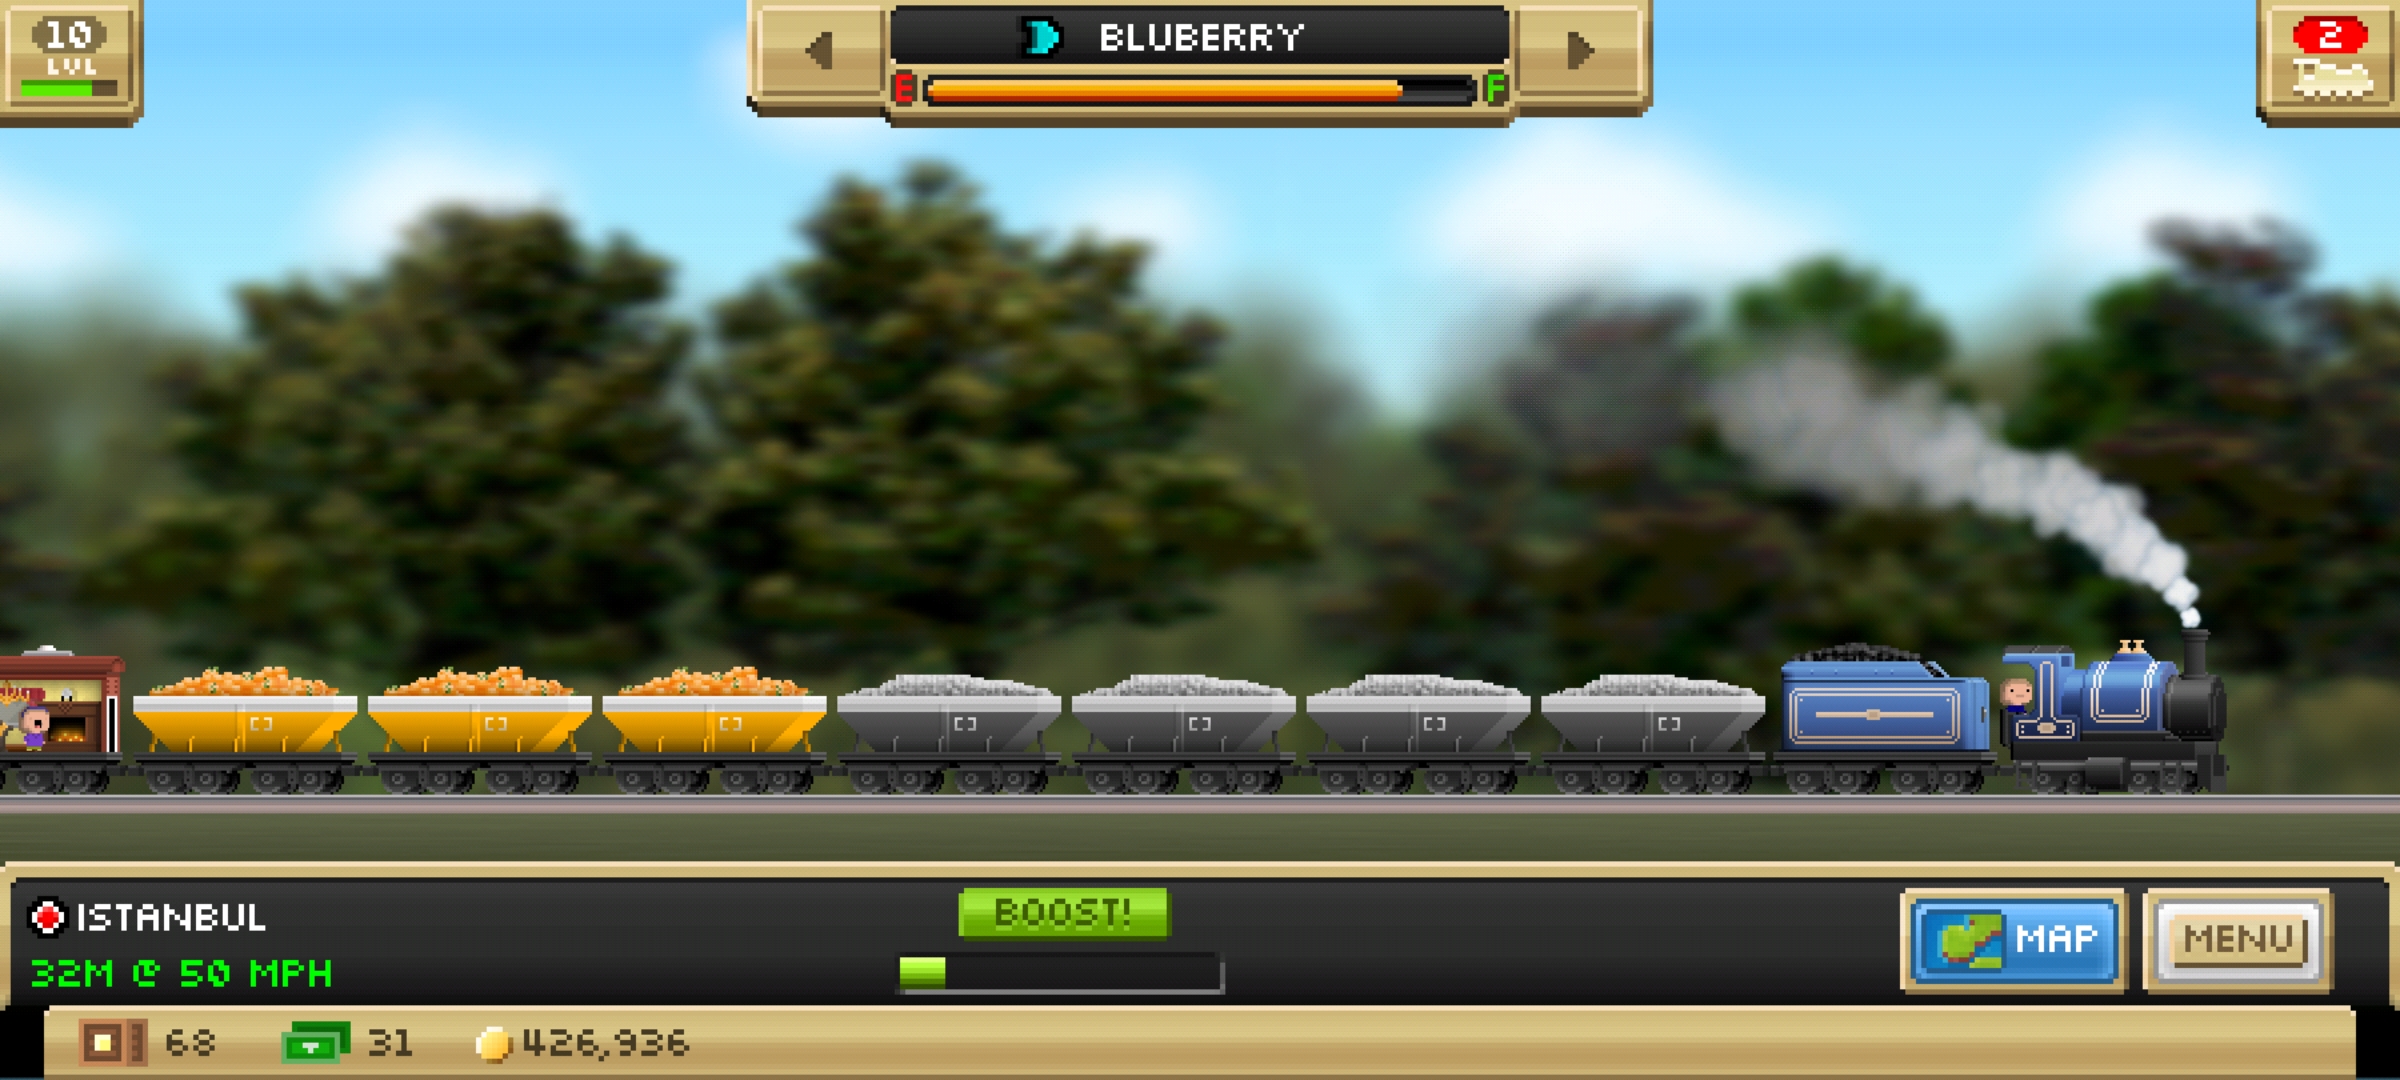 10
LVL
BLUBERRY
E F
2
ISTANBUL
32M @ 50 MPH
BOOST!
MAP
MENU
68
31
426,936